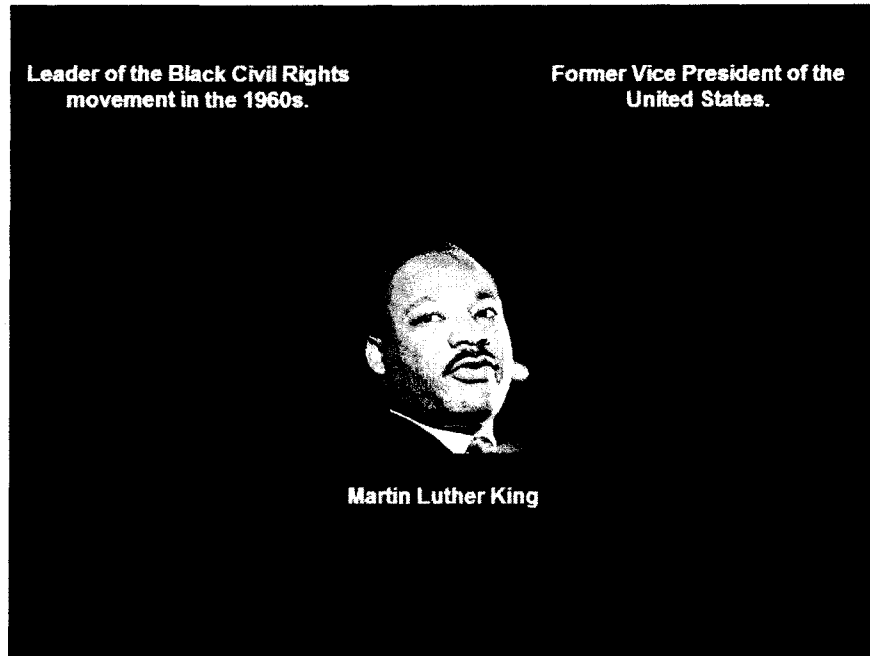 Leader of the Black Civil Rights
movement in the 1960s.
Former Vice President of the
United States.
Martin Luther King